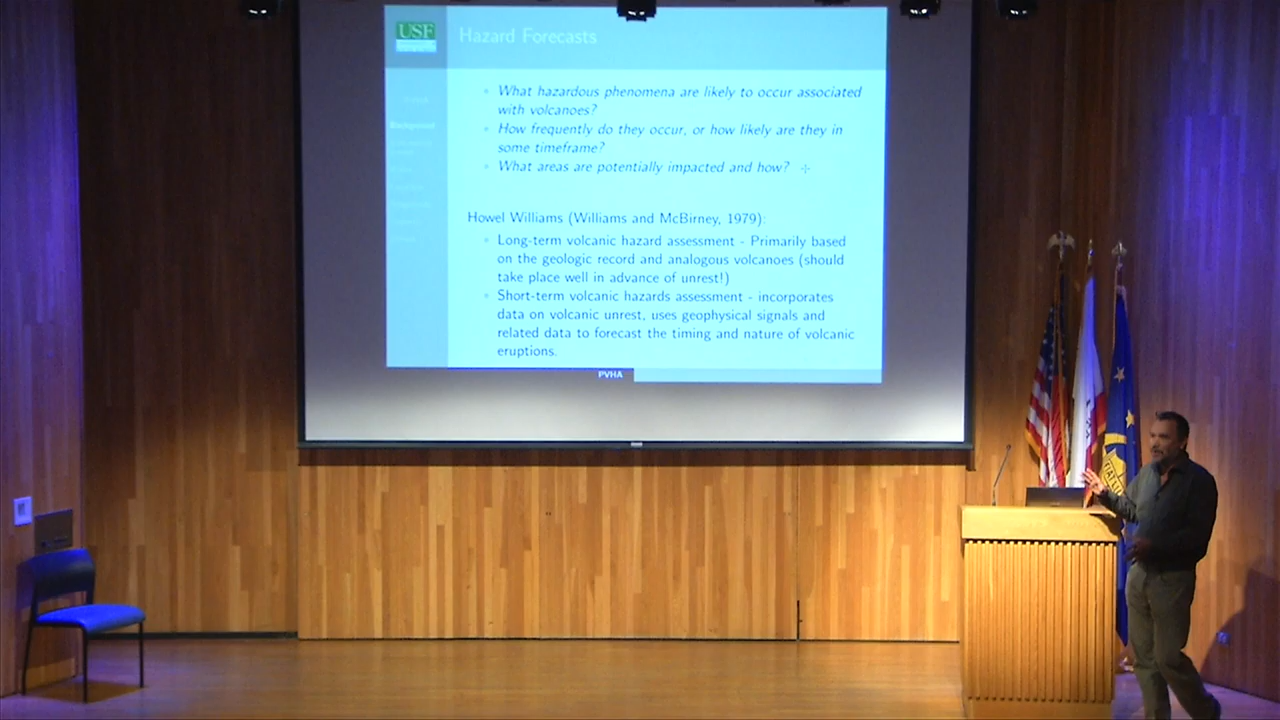 USF
Hazard Forecasts
Background
What hazardous phenomena are likely to occur associated
with volcanoes?
How frequently do they occur, or how likely are they in
some timeframe?
What areas are potentially impacted and how?
Howel Williams (Williams and McBirney, 1979):
Long-term volcanic hazard assessment - Primarily based
on the geologic record and analogous volcanoes (should
take place well in advance of unrest!)
Short-term volcanic hazards assessment - incorporates
data on volcanic unrest, uses geophysical signals and
related data to forecast the timing and nature of volcanic
eruptions.
PVHA